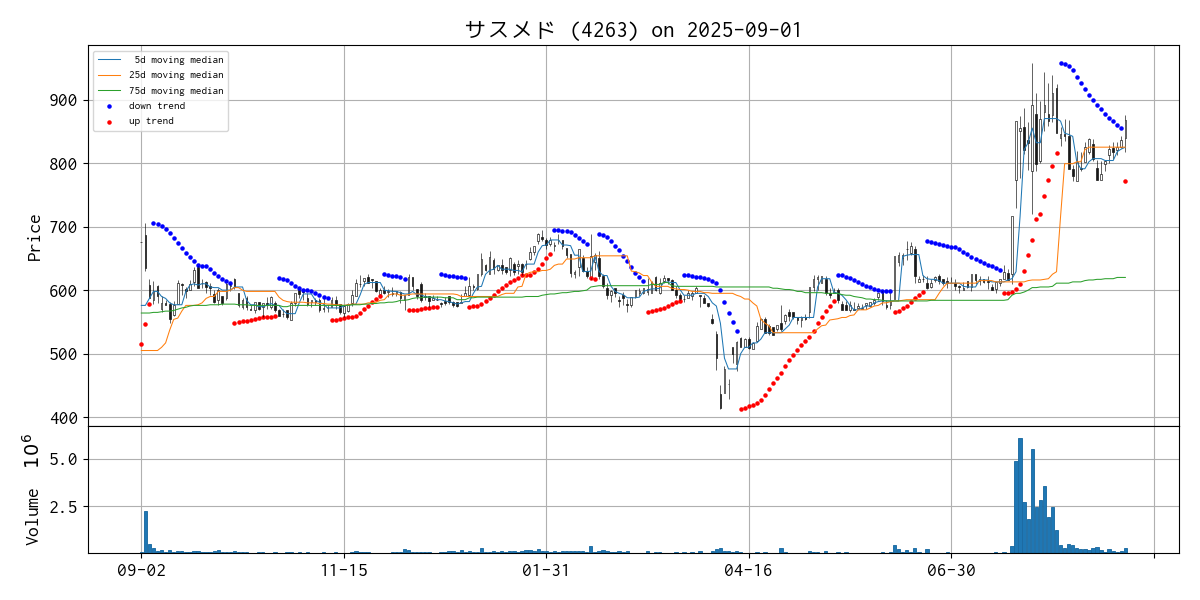 サスメド (4263) on 2025-09-01
5d moving median
25d moving median
75d moving median
down trend
up trend
Price
900
800
700
600
500
400
Volume 10^6
5.0
2.5
09-02 11-15 01-31 04-16 06-30